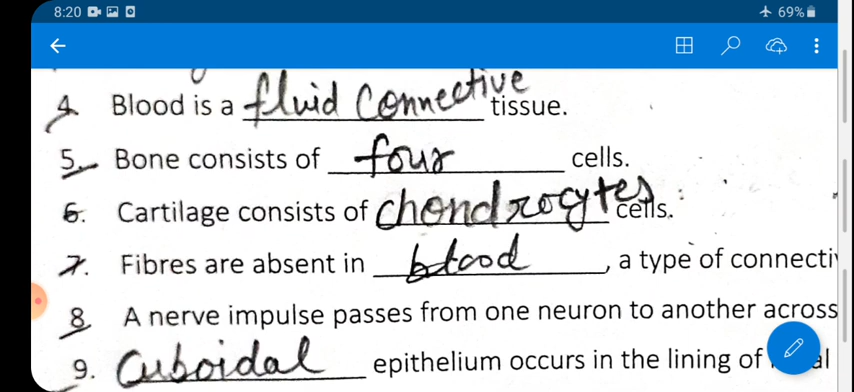 8:20 69%
4. Blood is a fluid connective tissue.
5. Bone consists of four cells.
6. Cartilage consists of chondrocytes cells.
7. Fibres are absent in blood, a type of connecti
8. A nerve impulse passes from one neuron to another across
9. Cuboidal epithelium occurs in the lining of al